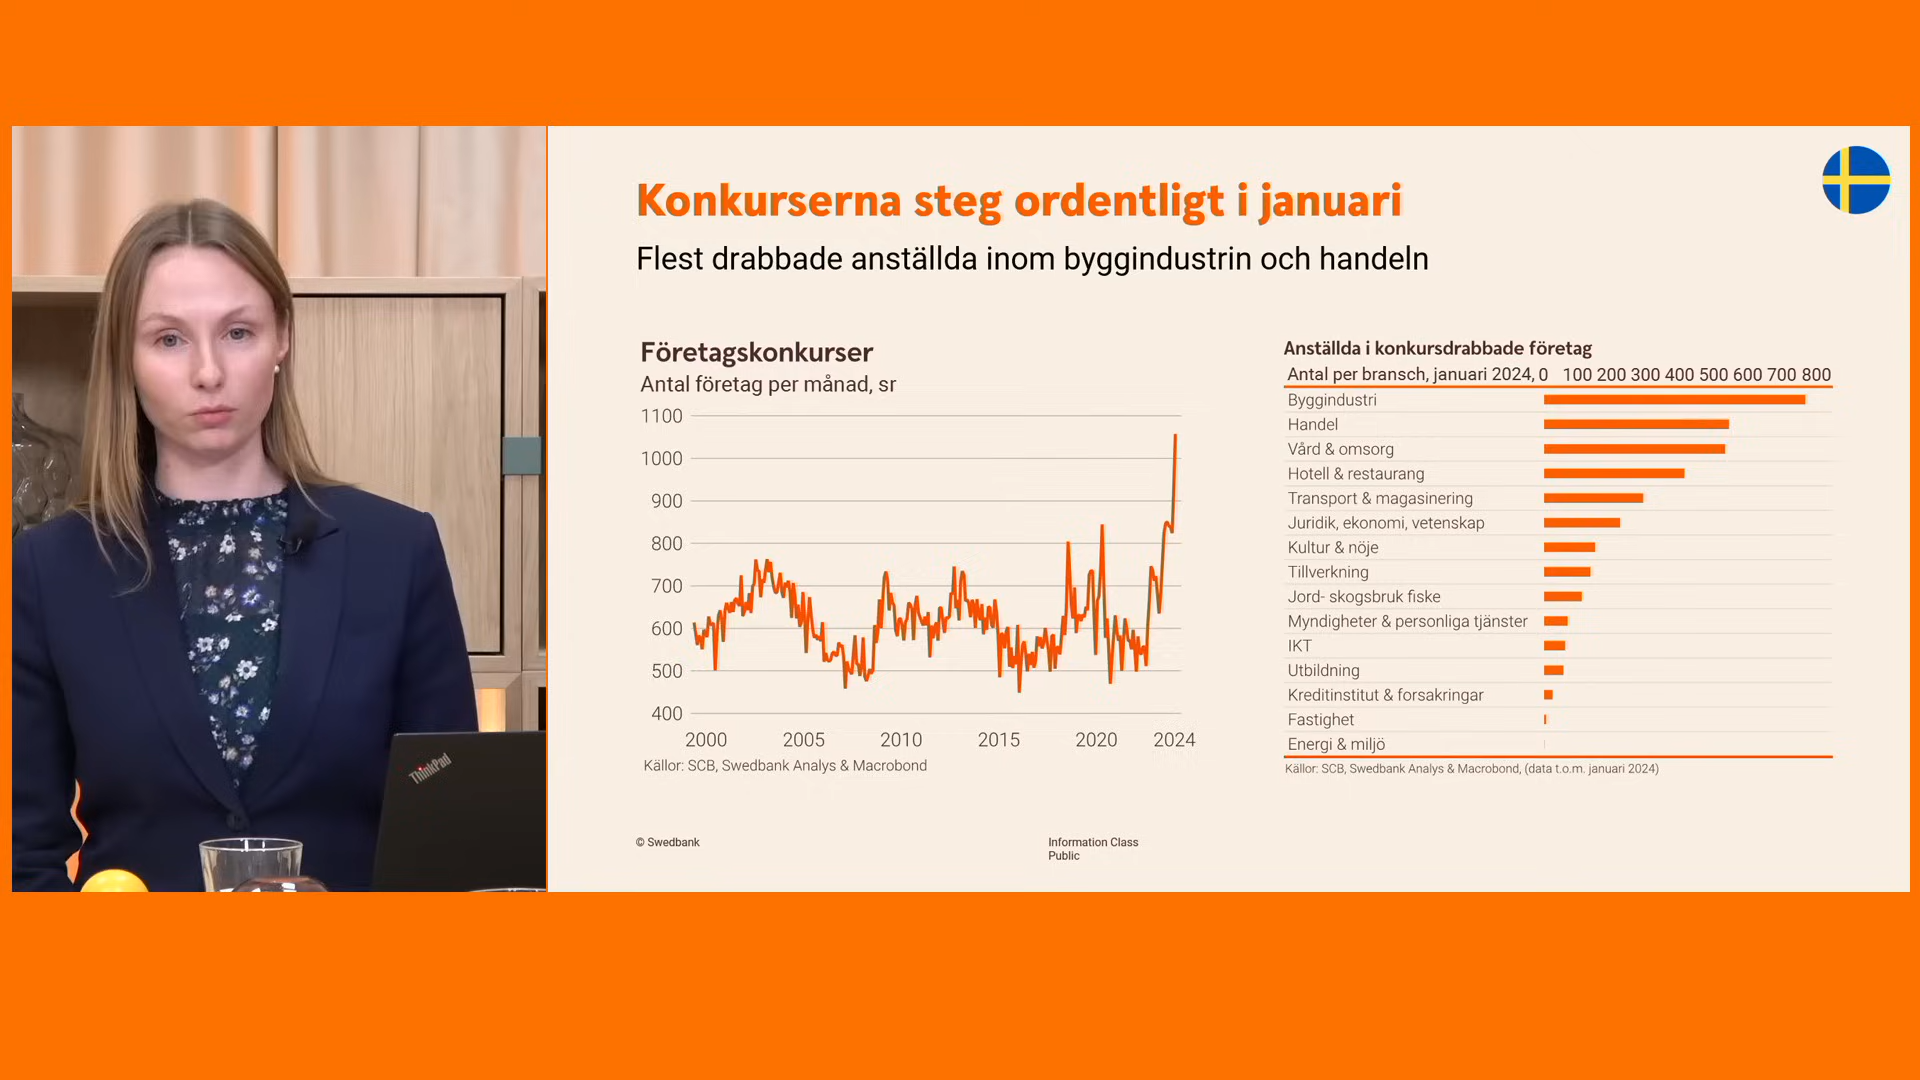 Konkurserna steg ordentligt i januari
Flest drabbade anställda inom byggindustrin och handeln
Företagskonkurser
Antal företag per månad, sr
1100
1000
900
800
700
600
500
400
2000 2005 2010 2015 2020 2024
Källor: SCB, Swedbank Analys & Macrobond
Anställda i konkursdrabbade företag
Antal per bransch, januari 2024, 0 100 200 300 400 500 600 700 800
Byggindustri
Handel
Vård & omsorg
Hotell & restaurang
Transport & magasinering
Juridik, ekonomi, vetenskap
Kultur & nöje
Tillverkning
Jord- skogsbruk fiske
Myndigheter & personliga tjänster
IKT
Utbildning
Kreditinstitut & forsakringar
Fastighet
Energi & miljö
Källor: SCB, Swedbank Analys & Macrobond, (data t.o.m. januari 2024)
© Swedbank
Information Class
Public
ThinkPad